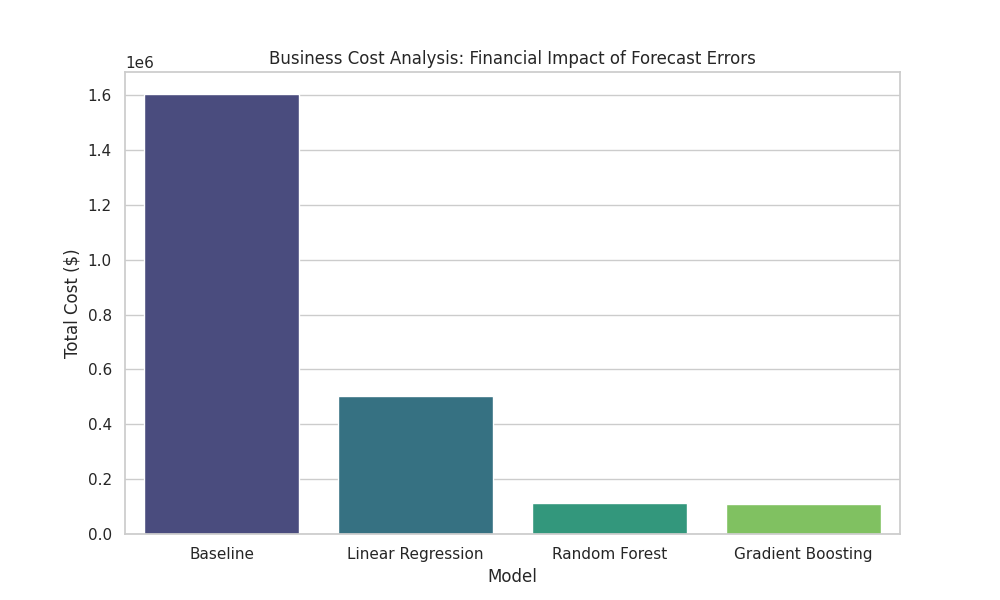 Business Cost Analysis: Financial Impact of Forecast Errors
1e6
1.6
1.4
1.2
1.0
0.8
0.6
0.4
0.2
0.0
Total Cost ($)
Baseline
Linear Regression
Random Forest
Gradient Boosting
Model